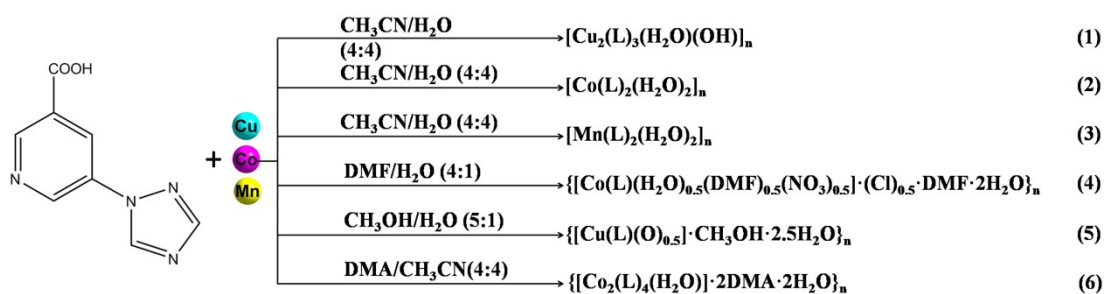 COOH
N
N
N
N
+
Cu
Co
Mn
CH₃CN/H₂O
(4:4)
[Cu₂(L)₃(H₂O)(OH)]ₙ (1)
CH₃CN/H₂O (4:4)
[Co(L)₂(H₂O)₂]ₙ (2)
CH₃CN/H₂O (4:4)
[Mn(L)₂(H₂O)₂]ₙ (3)
DMF/H₂O (4:1)
{[Co(L)(H₂O)₀.₅(DMF)₀.₅(NO₃)₀.₅]·(Cl)₀.₅·DMF·2H₂O}ₙ (4)
CH₃OH/H₂O (5:1)
{[Cu(L)(O)₀.₅]·CH₃OH·2.5H₂O}ₙ (5)
DMA/CH₃CN(4:4)
{[Co₂(L)₄(H₂O)]·2DMA·2H₂O}ₙ (6)